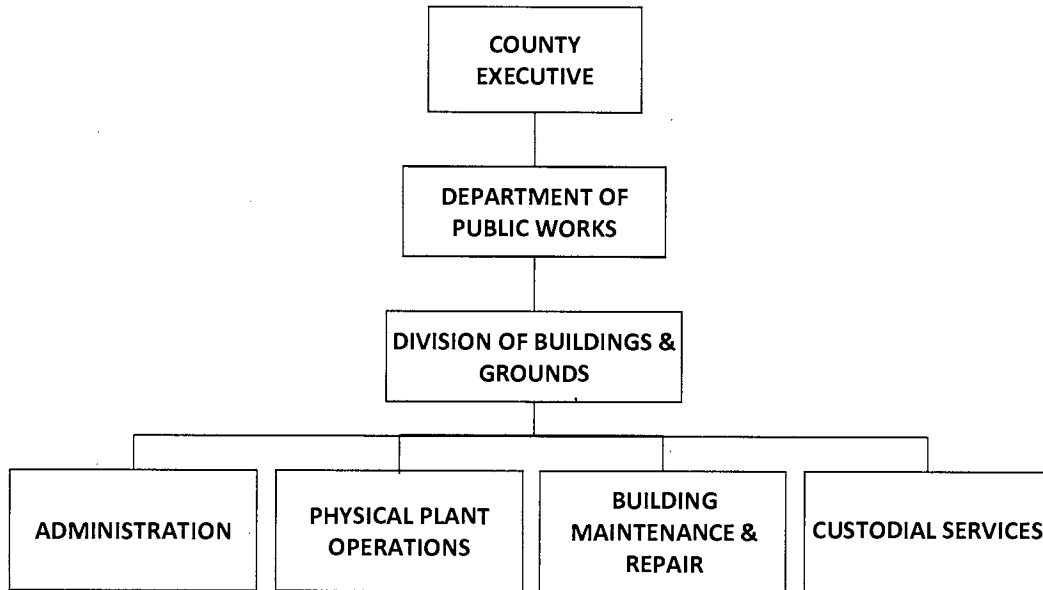 COUNTY
EXECUTIVE
DEPARTMENT OF
PUBLIC WORKS
DIVISION OF BUILDINGS &
GROUNDS
ADMINISTRATION
PHYSICAL PLANT
OPERATIONS
BUILDING
MAINTENANCE &
REPAIR
CUSTODIAL SERVICES